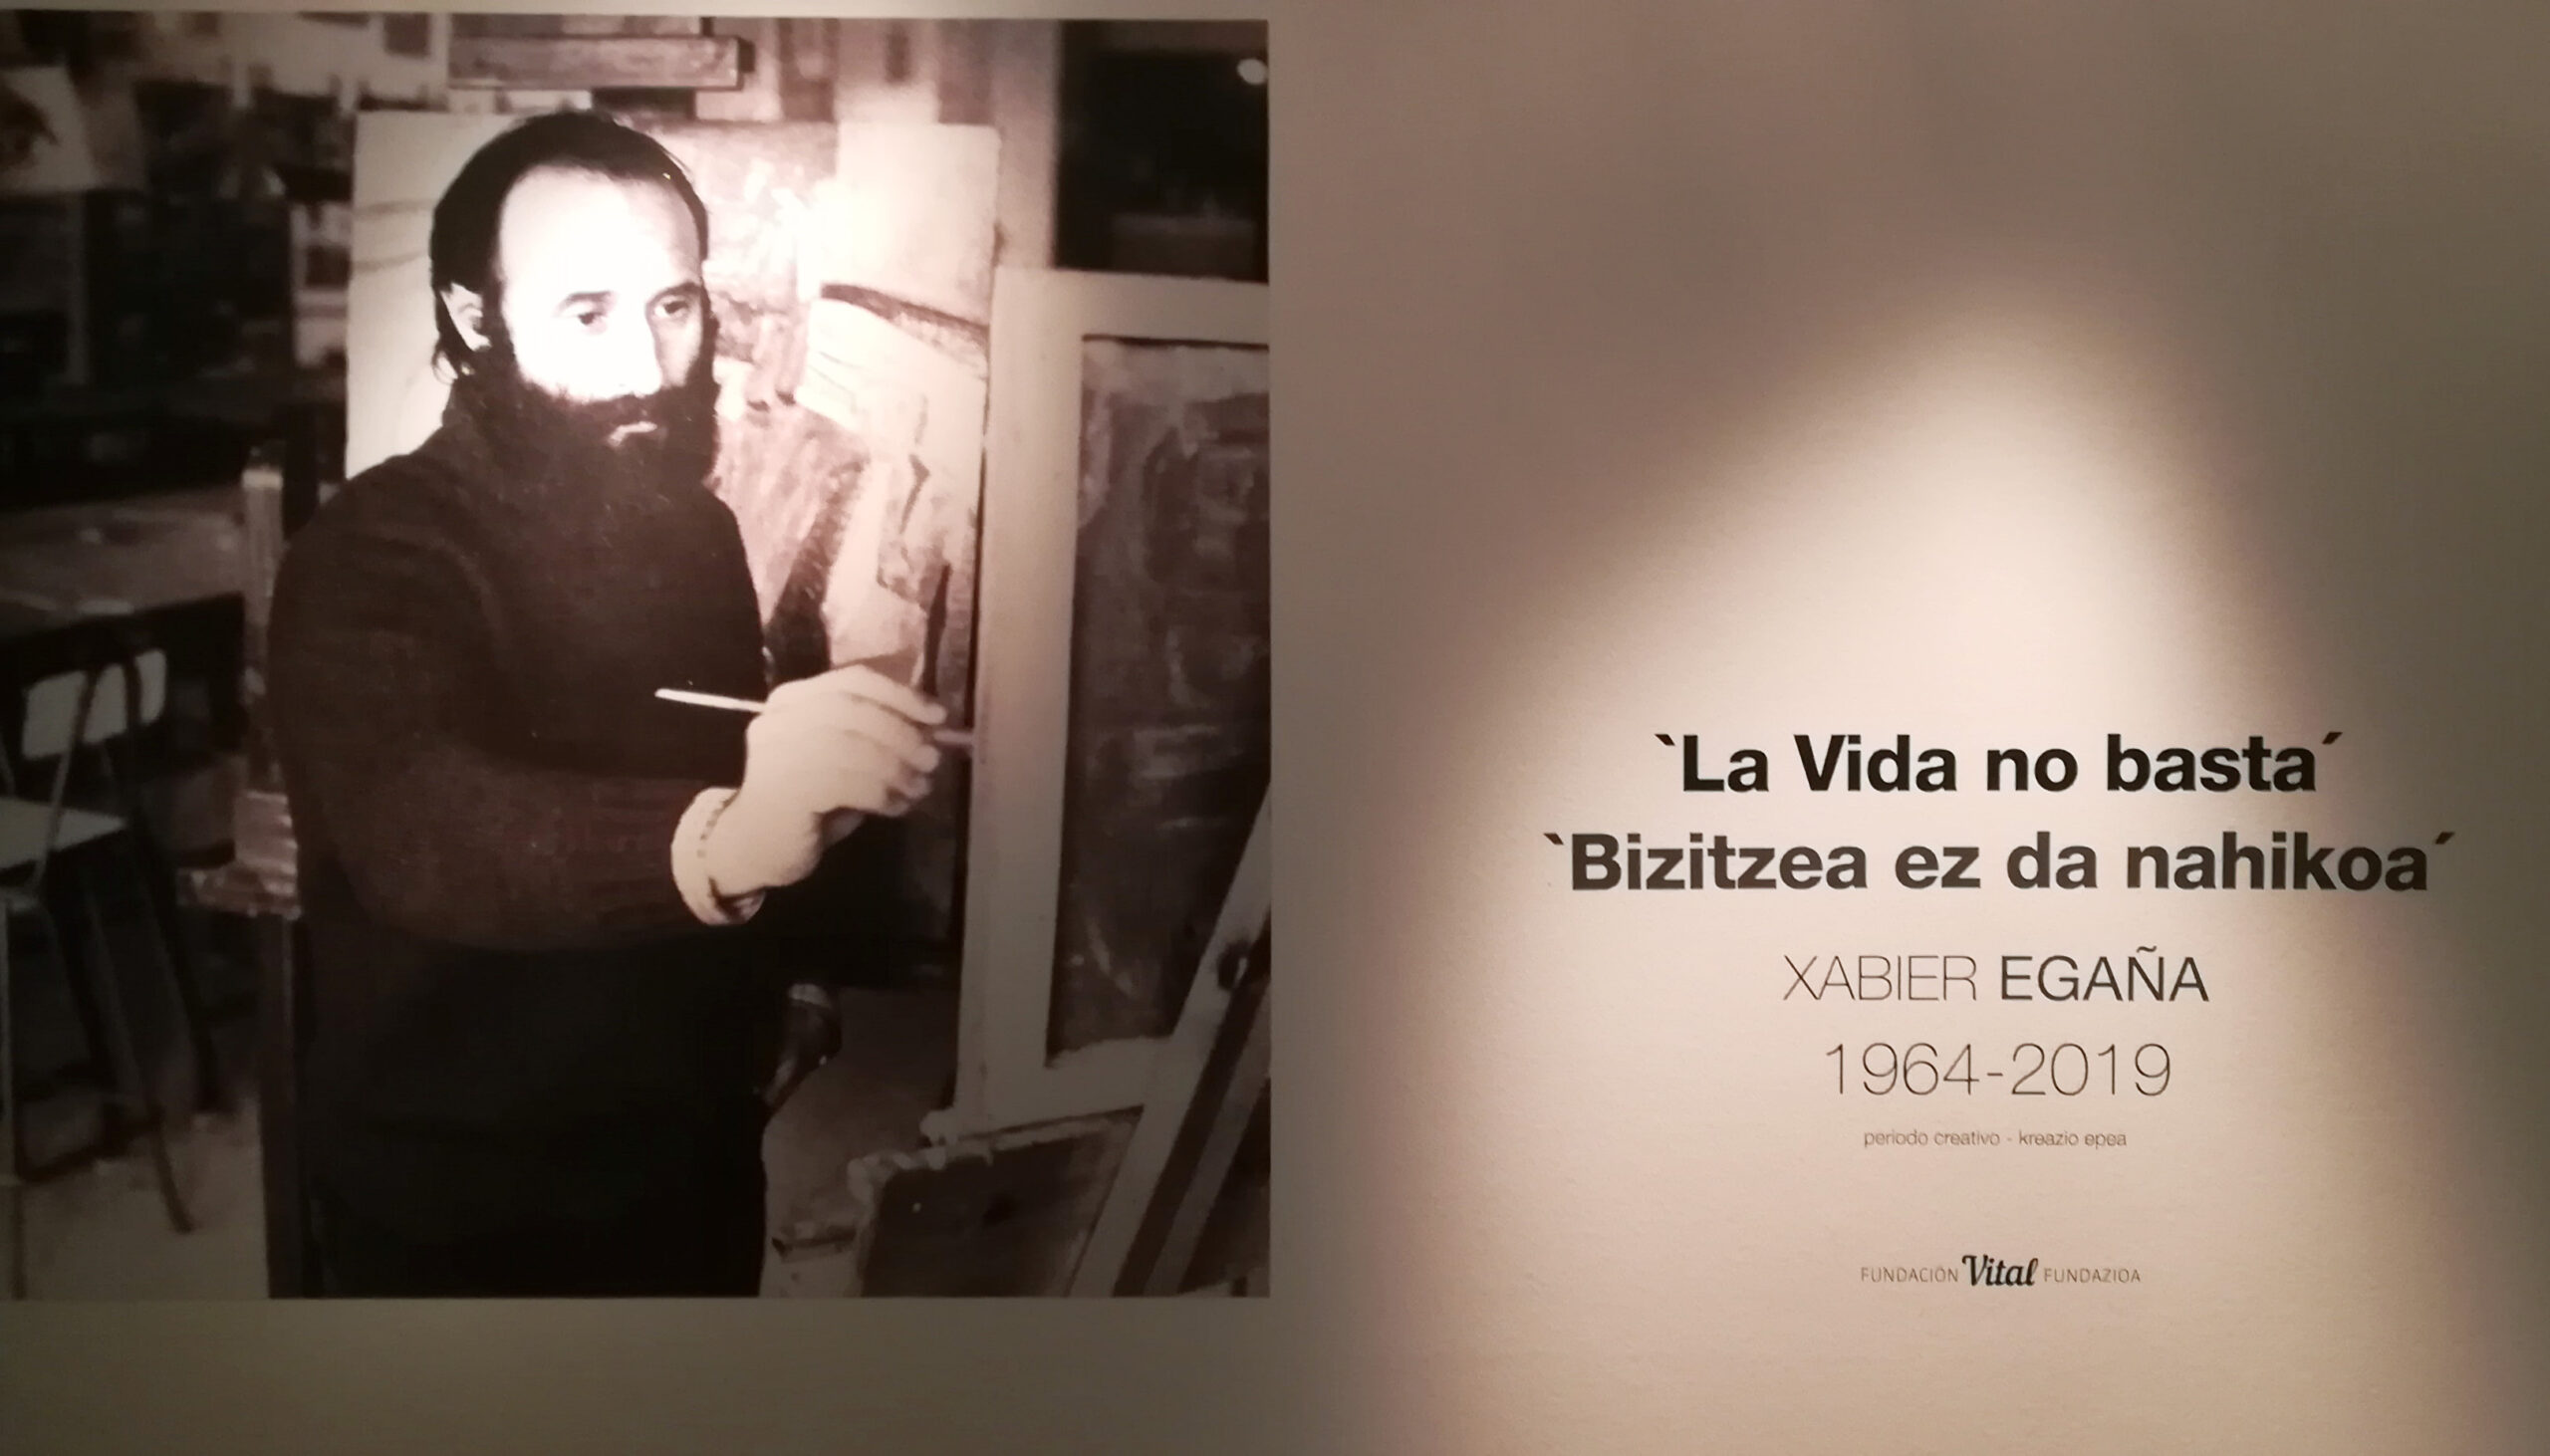 `La Vida no basta´
`Bizitzea ez da nahikoa´
XABIER EGAÑA
1964-2019
periodo creativo - kreazio epea
FUNDACIÓN Vital FUNDAZIOA